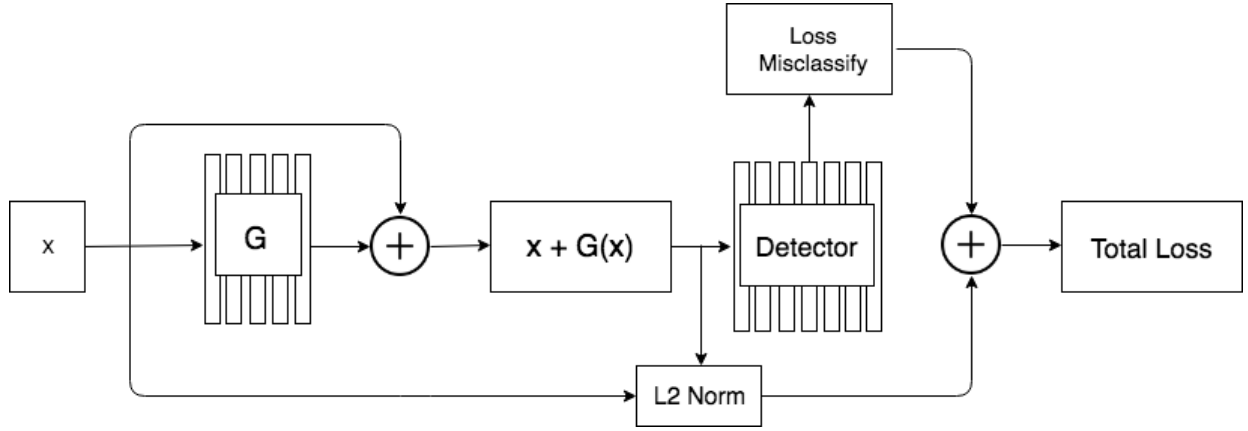 Loss
Misclassify
x
G
+
x + G(x)
Detector
+
Total Loss
L2 Norm